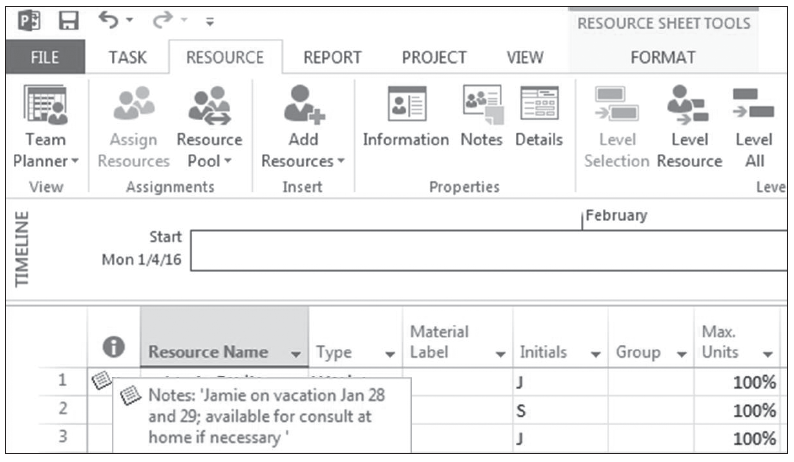 RESOURCE SHEET TOOLS
FILE TASK RESOURCE REPORT PROJECT VIEW FORMAT
Team Planner
Assign Resources
Resource Pool
Add Resources
Information
Notes
Details
Level Selection
Level Resource
Level All
View Assignments Insert Properties Leve
TIMELINE
February
Start
Mon 1/4/16
Resource Name Type Material Label Initials Group Max. Units
1 J 100%
2 S 100%
3 J 100%
Notes: 'Jamie on vacation Jan 28
and 29; available for consult at
home if necessary '